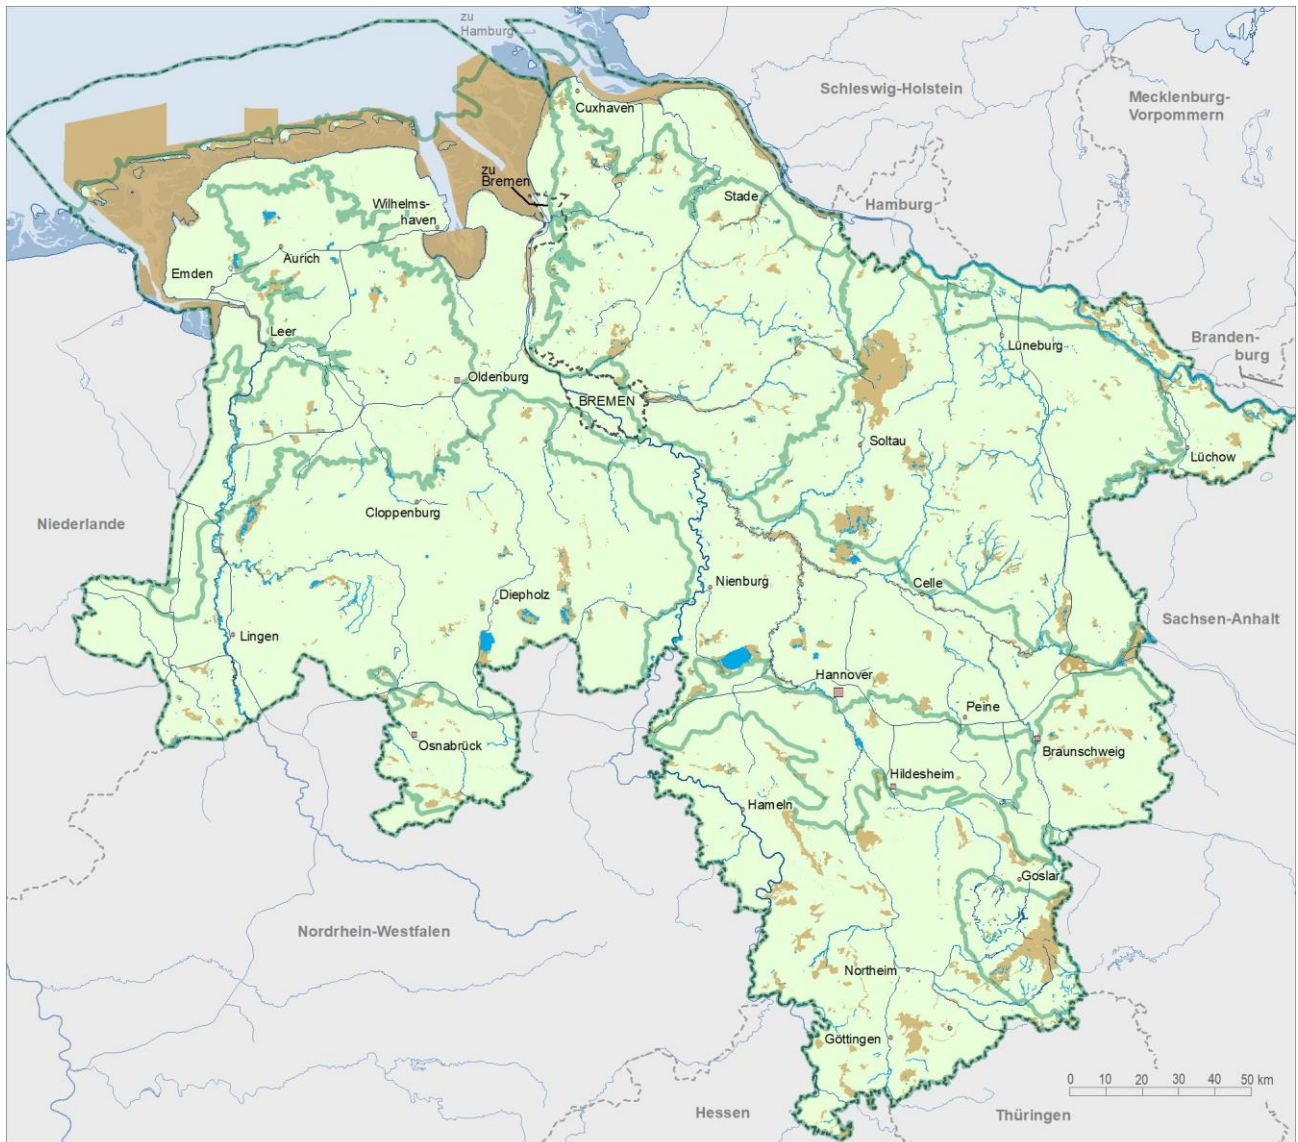 zu
Hamburg
Schleswig-Holstein
Mecklenburg-
Vorpommern
Cuxhaven
zu
Bremen
Stade
Hamburg
Wilhelms-
haven
Aurich
Emden
Leer
Lüneburg
Branden-
burg
Oldenburg
BREMEN
Soltau
Lüchow
Cloppenburg
Niederlande
Nienburg
Celle
Diepholz
Sachsen-Anhalt
Lingen
Hannover
Peine
Osnabrück
Braunschweig
Hildesheim
Hameln
Goslar
Nordrhein-Westfalen
Northeim
Göttingen
0 10 20 30 40 50 km
Hessen
Thüringen